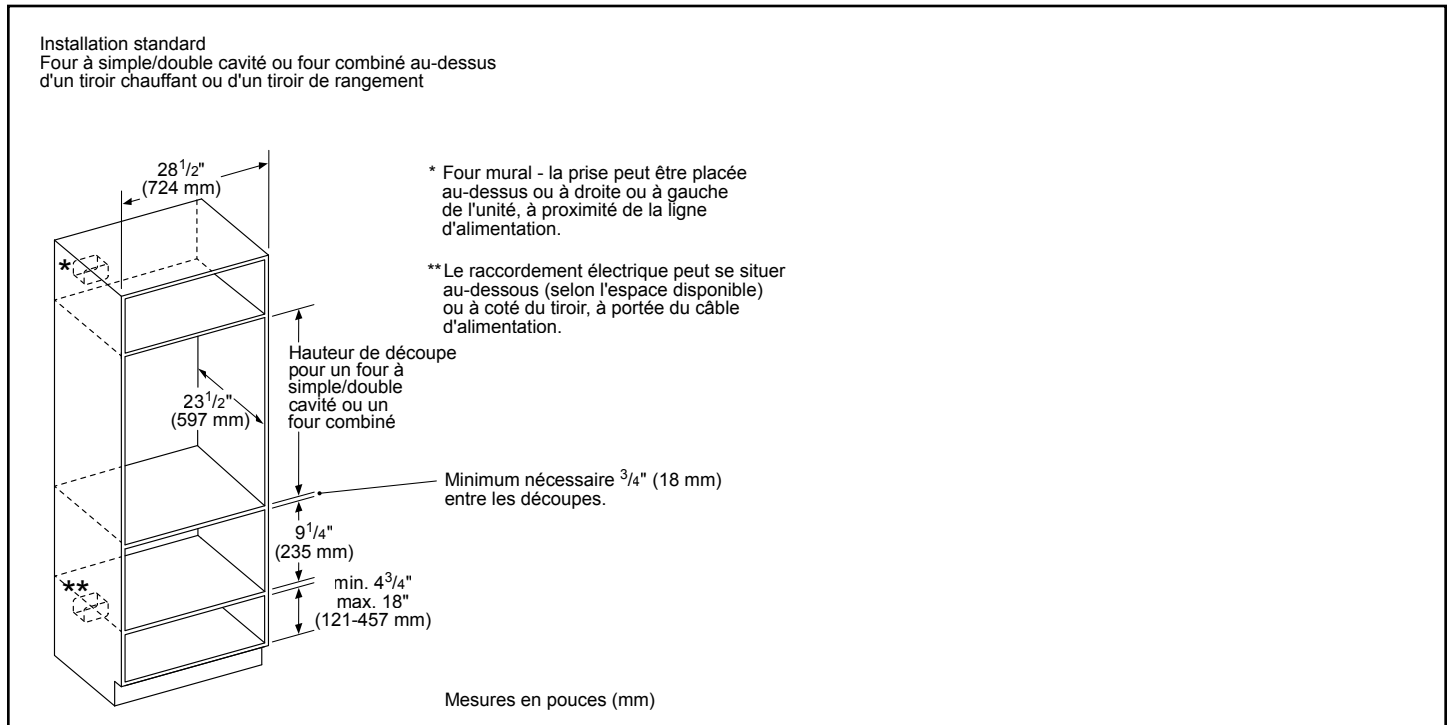 Installation standard
Four à simple/double cavité ou four combiné au-dessus
d'un tiroir chauffant ou d'un tiroir de rangement
28 1/2"
(724 mm)
* Four mural - la prise peut être placée
au-dessus ou à droite ou à gauche
de l'unité, à proximité de la ligne
d'alimentation.
*
** Le raccordement électrique peut se situer
au-dessous (selon l'espace disponible)
ou à coté du tiroir, à portée du câble
d'alimentation.
Hauteur de découpe
pour un four à
simple/double
cavité ou un
four combiné
23 1/2"
(597 mm)
Minimum nécessaire 3/4" (18 mm)
entre les découpes.
9 1/4"
(235 mm)
**
min. 4 3/4"
max. 18"
(121-457 mm)
Mesures en pouces (mm)